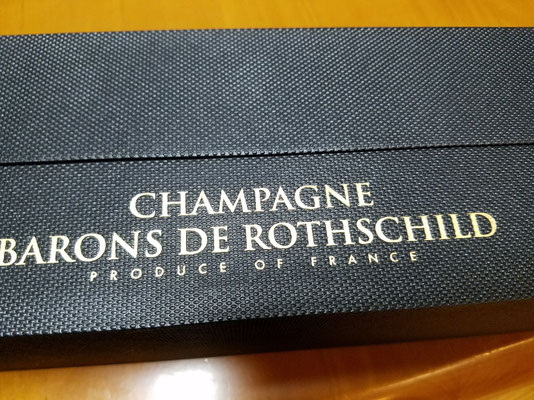 CHAMPAGNE
BARONS DE ROTHSCHILD
PRODUCE OF FRANCE